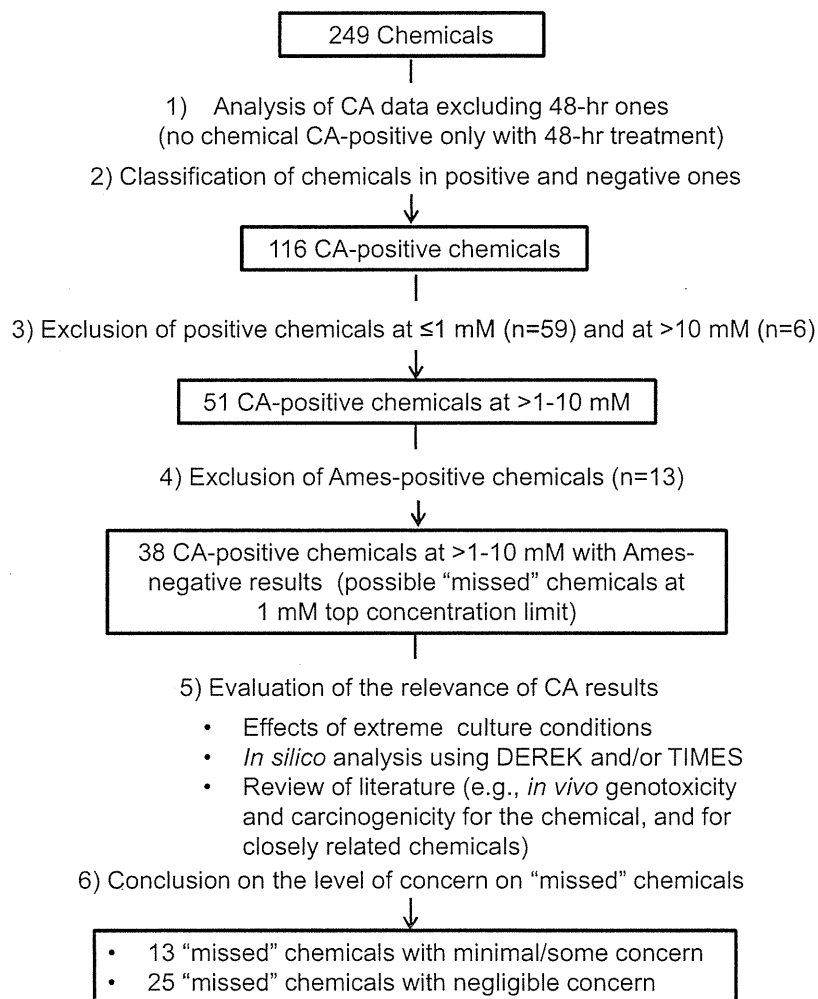 249 Chemicals
1) Analysis of CA data excluding 48-hr ones
(no chemical CA-positive only with 48-hr treatment)
2) Classification of chemicals in positive and negative ones
116 CA-positive chemicals
3) Exclusion of positive chemicals at ≤1 mM (n=59) and at >10 mM (n=6)
51 CA-positive chemicals at >1-10 mM
4) Exclusion of Ames-positive chemicals (n=13)
38 CA-positive chemicals at >1-10 mM with Ames-
negative results (possible “missed” chemicals at
1 mM top concentration limit)
5) Evaluation of the relevance of CA results
• Effects of extreme culture conditions
• In silico analysis using DEREK and/or TIMES
• Review of literature (e.g., in vivo genotoxicity
and carcinogenicity for the chemical, and for
closely related chemicals)
6) Conclusion on the level of concern on “missed” chemicals
• 13 “missed” chemicals with minimal/some concern
• 25 “missed” chemicals with negligible concern